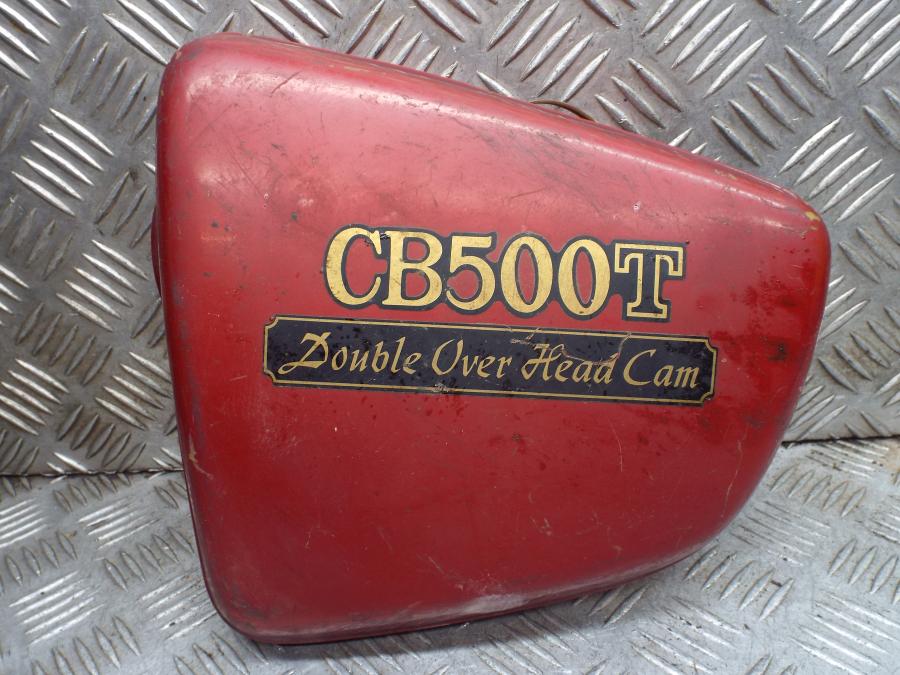 CB500T
Double Over Head Cam